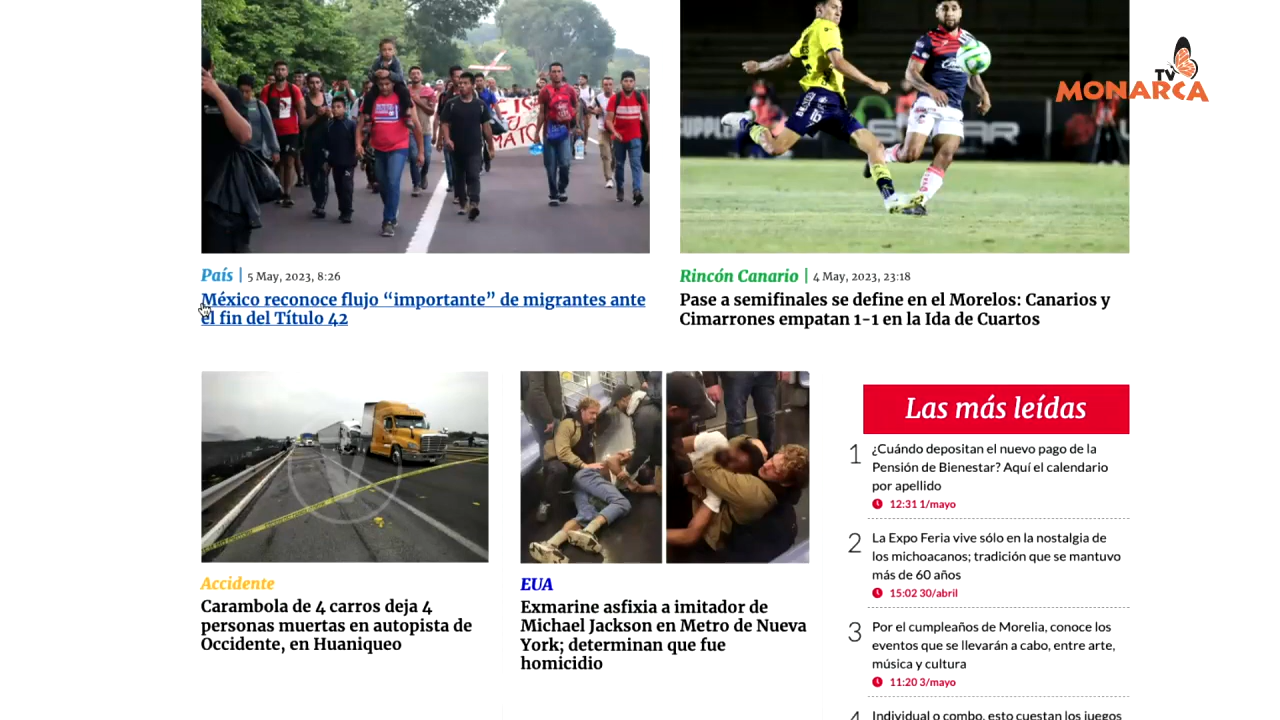 TV
MONARCA
País | 5 May, 2023, 8:26
México reconoce flujo “importante” de migrantes ante
el fin del Título 42
Rincón Canario | 4 May, 2023, 23:18
Pase a semifinales se define en el Morelos: Canarios y
Cimarrones empatan 1-1 en la Ida de Cuartos
Accidente
Carambola de 4 carros deja 4
personas muertas en autopista de
Occidente, en Huaniqueo
EUA
Exmarine asfixia a imitador de
Michael Jackson en Metro de Nueva
York; determinan que fue
homicidio
Las más leídas
1 ¿Cuándo depositan el nuevo pago de la
Pensión de Bienestar? Aquí el calendario
por apellido
12:31 1/mayo
2 La Expo Feria vive sólo en la nostalgia de
los michoacanos; tradición que se mantuvo
más de 60 años
15:02 30/abril
3 Por el cumpleaños de Morelia, conoce los
eventos que se llevarán a cabo, entre arte,
música y cultura
11:20 3/mayo
4 Individual o combo, esto cuestan los juegos